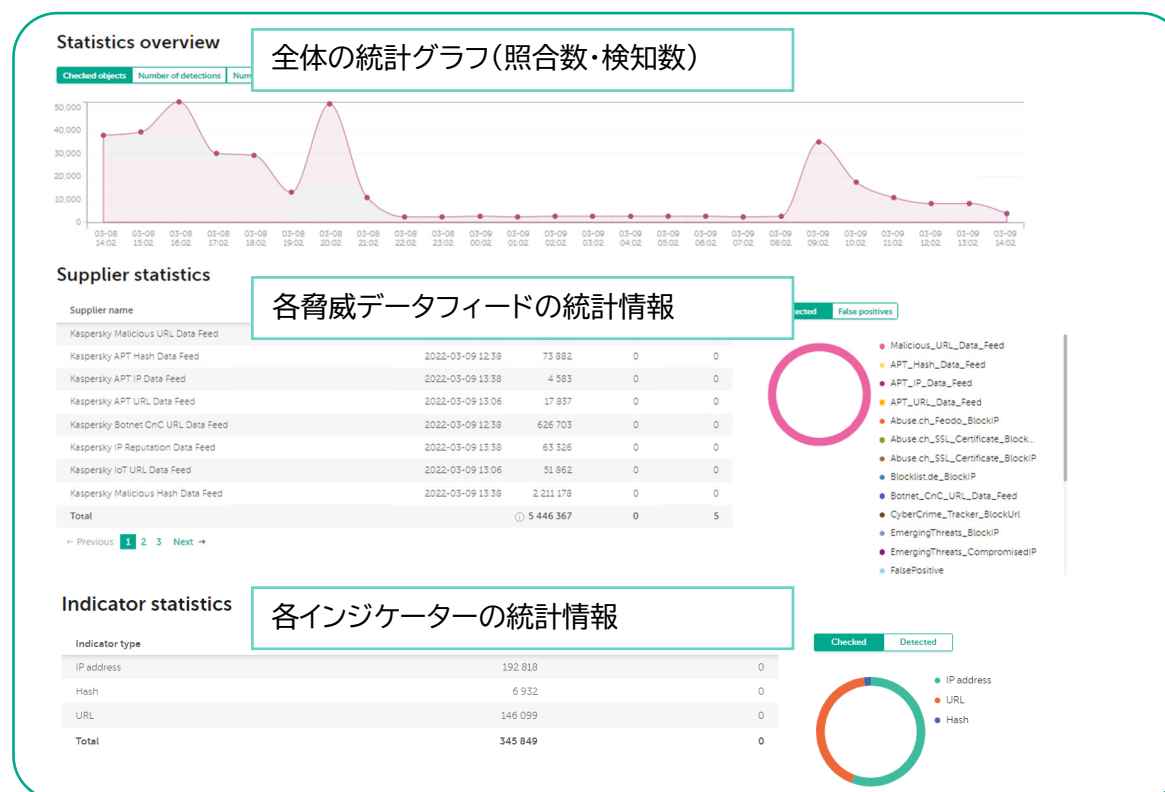 Statistics overview
全体の統計グラフ(照合数・検知数)
Checked objects Number of detections
50,000
40,000
30,000
20,000
10,000
0
03-08 03-08 03-08 03-08 03-08 03-08 03-08 03-08 03-08 03-08 03-09 03-09 03-09 03-09 03-09 03-09 03-09 03-09 03-09 03-09 03-09 03-09 03-09 03-09 03-09
14:02 15:02 16:02 17:02 18:02 19:02 20:02 21:02 22:02 23:02 00:02 01:02 02:02 03:02 04:02 05:02 06:02 07:02 08:02 09:02 10:02 11:02 12:02 13:02 14:02
Supplier statistics
各脅威データフィードの統計情報
Supplier name
Kaspersky Malicious URL Data Feed
Kaspersky APT Hash Data Feed 2022-03-09 12:38 73 882 0 0
Kaspersky APT IP Data Feed 2022-03-09 13:38 4 583 0 0
Kaspersky APT URL Data Feed 2022-03-09 13:06 17 837 0 0
Kaspersky Botnet CnC URL Data Feed 2022-03-09 12:38 626 703 0 0
Kaspersky IP Reputation Data Feed 2022-03-09 13:38 63 326 0 0
Kaspersky IoT URL Data Feed 2022-03-09 13:06 51 862 0 0
Kaspersky Malicious Hash Data Feed 2022-03-09 13:38 2 211 178 0 0
Total 5 446 367 0 5
← Previous 1 2 3 Next →
False positives
Malicious_URL_Data_Feed
APT_Hash_Data_Feed
APT_IP_Data_Feed
APT_URL_Data_Feed
Abuse.ch_Feodo_BlockIP
Abuse.ch_SSL_Certificate_Block...
Abuse.ch_SSL_Certificate_BlockIP
Blocklist.de_BlockIP
Botnet_CnC_URL_Data_Feed
CyberCrime_Tracker_BlockUrl
EmergingThreats_BlockIP
EmergingThreats_CompromisedIP
FalsePositive
Indicator statistics
各インジケーターの統計情報
Indicator type
IP address 192 818 0
Hash 6 932 0
URL 146 099 0
Total 345 849 0
Checked Detected
IP address
URL
Hash